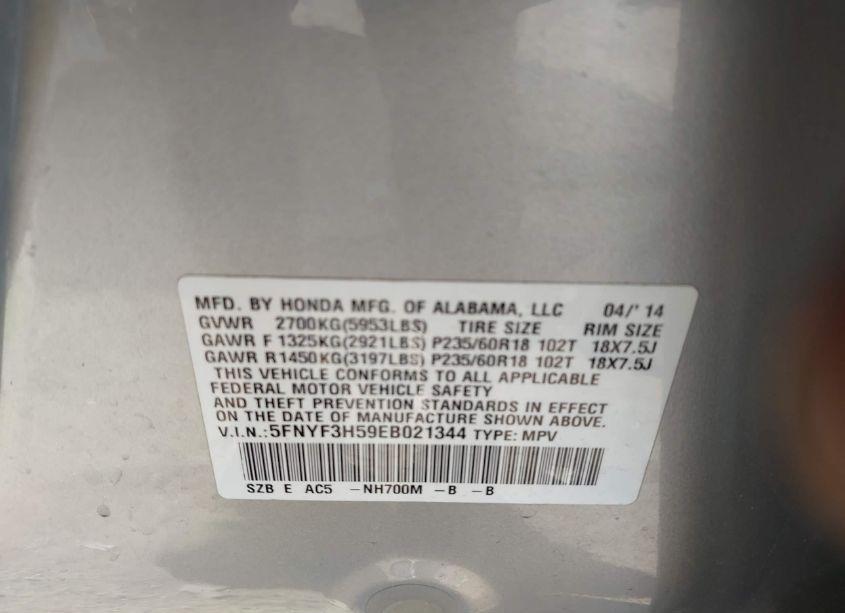 MFD. BY HONDA MFG. OF ALABAMA, LLC 04/' 14
GVWR 2700KG(5953LBS) TIRE SIZE RIM SIZE
GAWR F 1325KG(2921LBS) P235/60R18 102T 18X7.5J
GAWR R1450KG(3197LBS) P235/60R18 102T 18X7.5J
THIS VEHICLE CONFORMS TO ALL APPLICABLE
FEDERAL MOTOR VEHICLE SAFETY
AND THEFT PREVENTION STANDARDS IN EFFECT
ON THE DATE OF MANUFACTURE SHOWN ABOVE.
V.I.N.:5FNYF3H59EB021344 TYPE: MPV
SZB E AC5 -NH700M -B -B